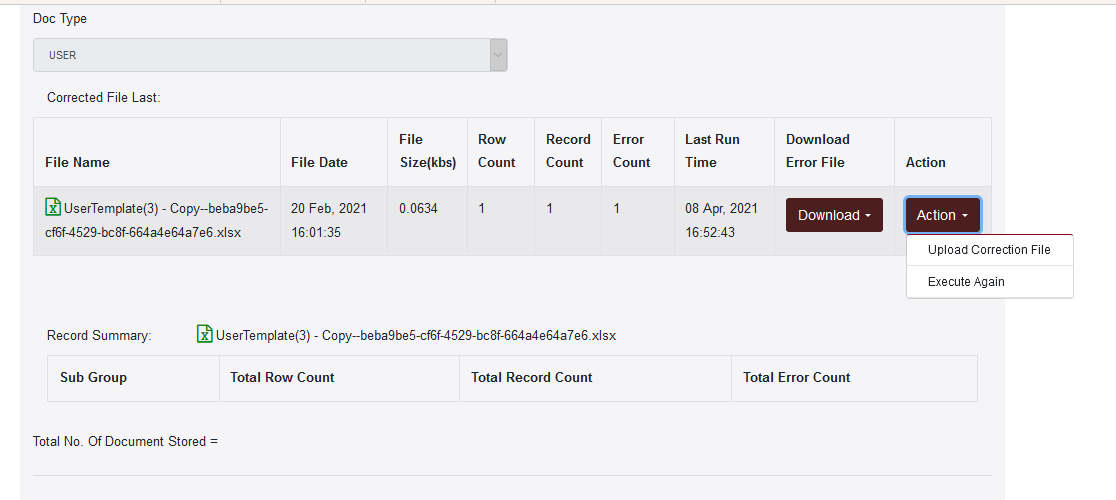 Doc Type
USER
Corrected File Last:
File Name File Date File Size(kbs) Row Count Record Count Error Count Last Run Time Download Error File Action
UserTemplate(3) - Copy--beba9be5-cf6f-4529-bc8f-664a4e64a7e6.xlsx 20 Feb, 2021 16:01:35 0.0634 1 1 1 08 Apr, 2021 16:52:43 Download Action
Upload Correction File
Execute Again
Record Summary: UserTemplate(3) - Copy--beba9be5-cf6f-4529-bc8f-664a4e64a7e6.xlsx
Sub Group Total Row Count Total Record Count Total Error Count
Total No. Of Document Stored =